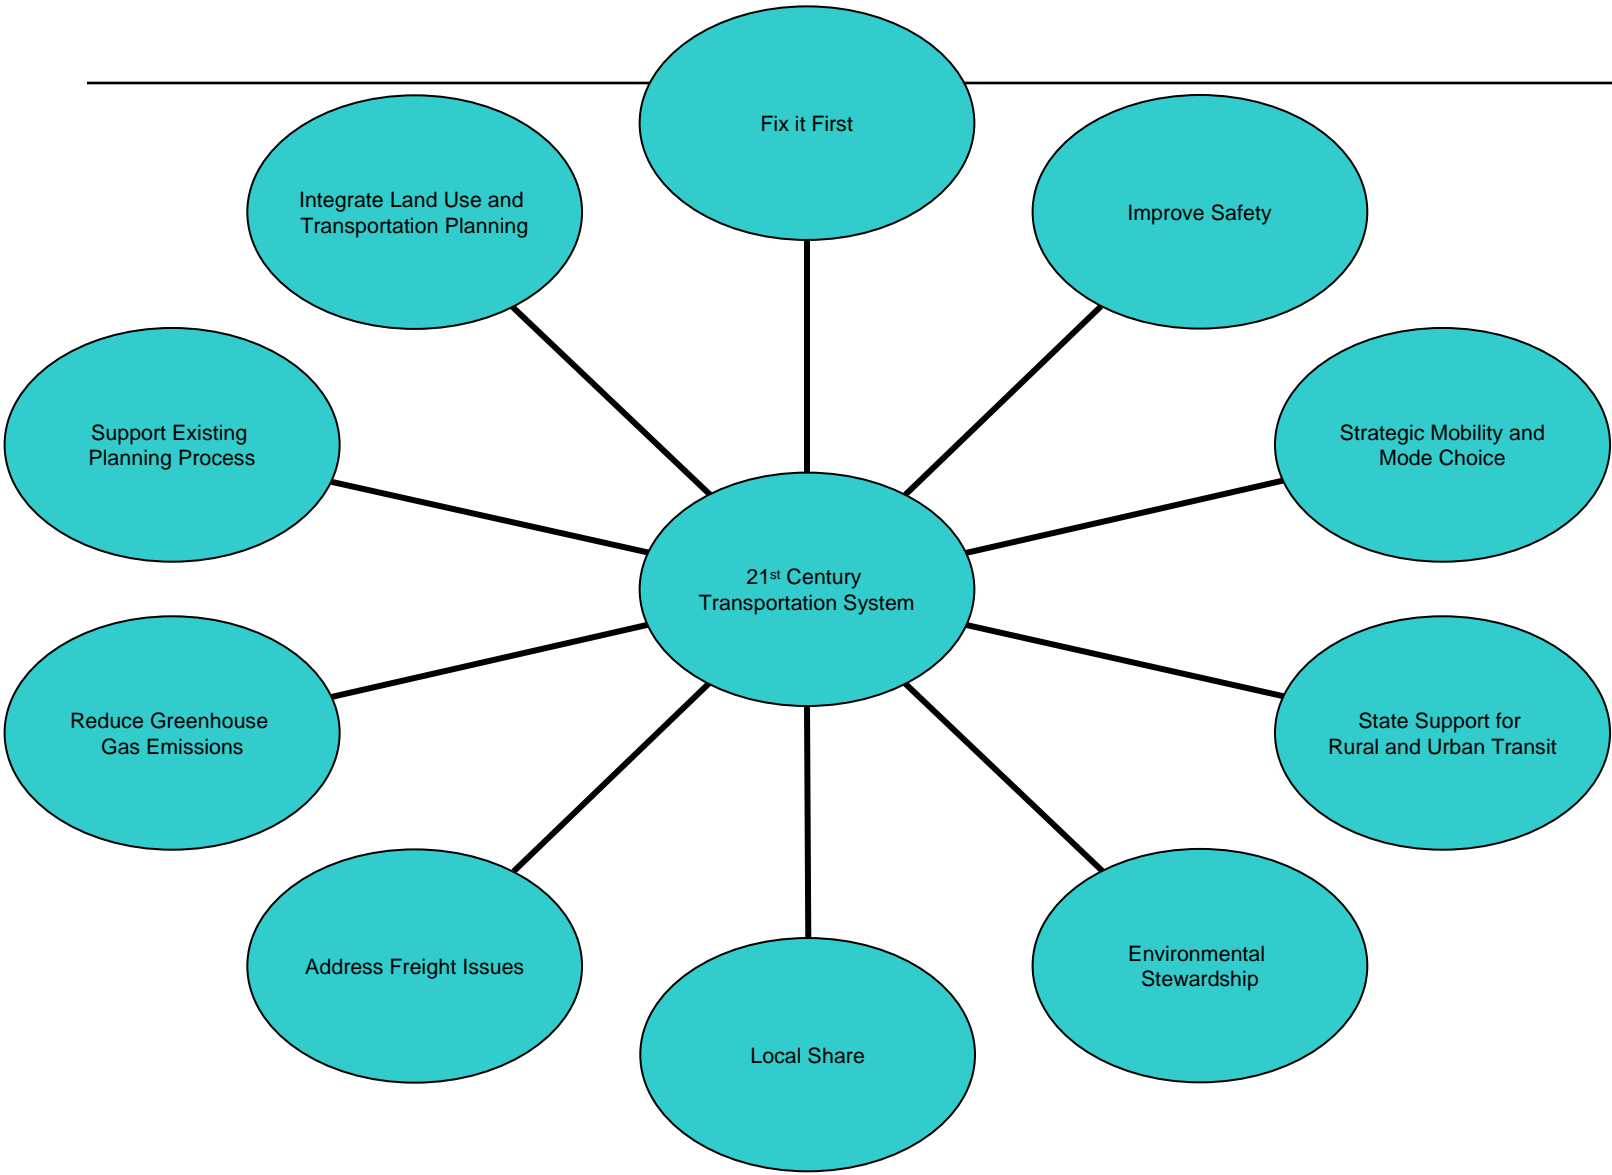 Fix it First
Integrate Land Use and
Transportation Planning
Improve Safety
Support Existing
Planning Process
Strategic Mobility and
Mode Choice
21st Century
Transportation System
Reduce Greenhouse
Gas Emissions
State Support for
Rural and Urban Transit
Address Freight Issues
Environmental
Stewardship
Local Share